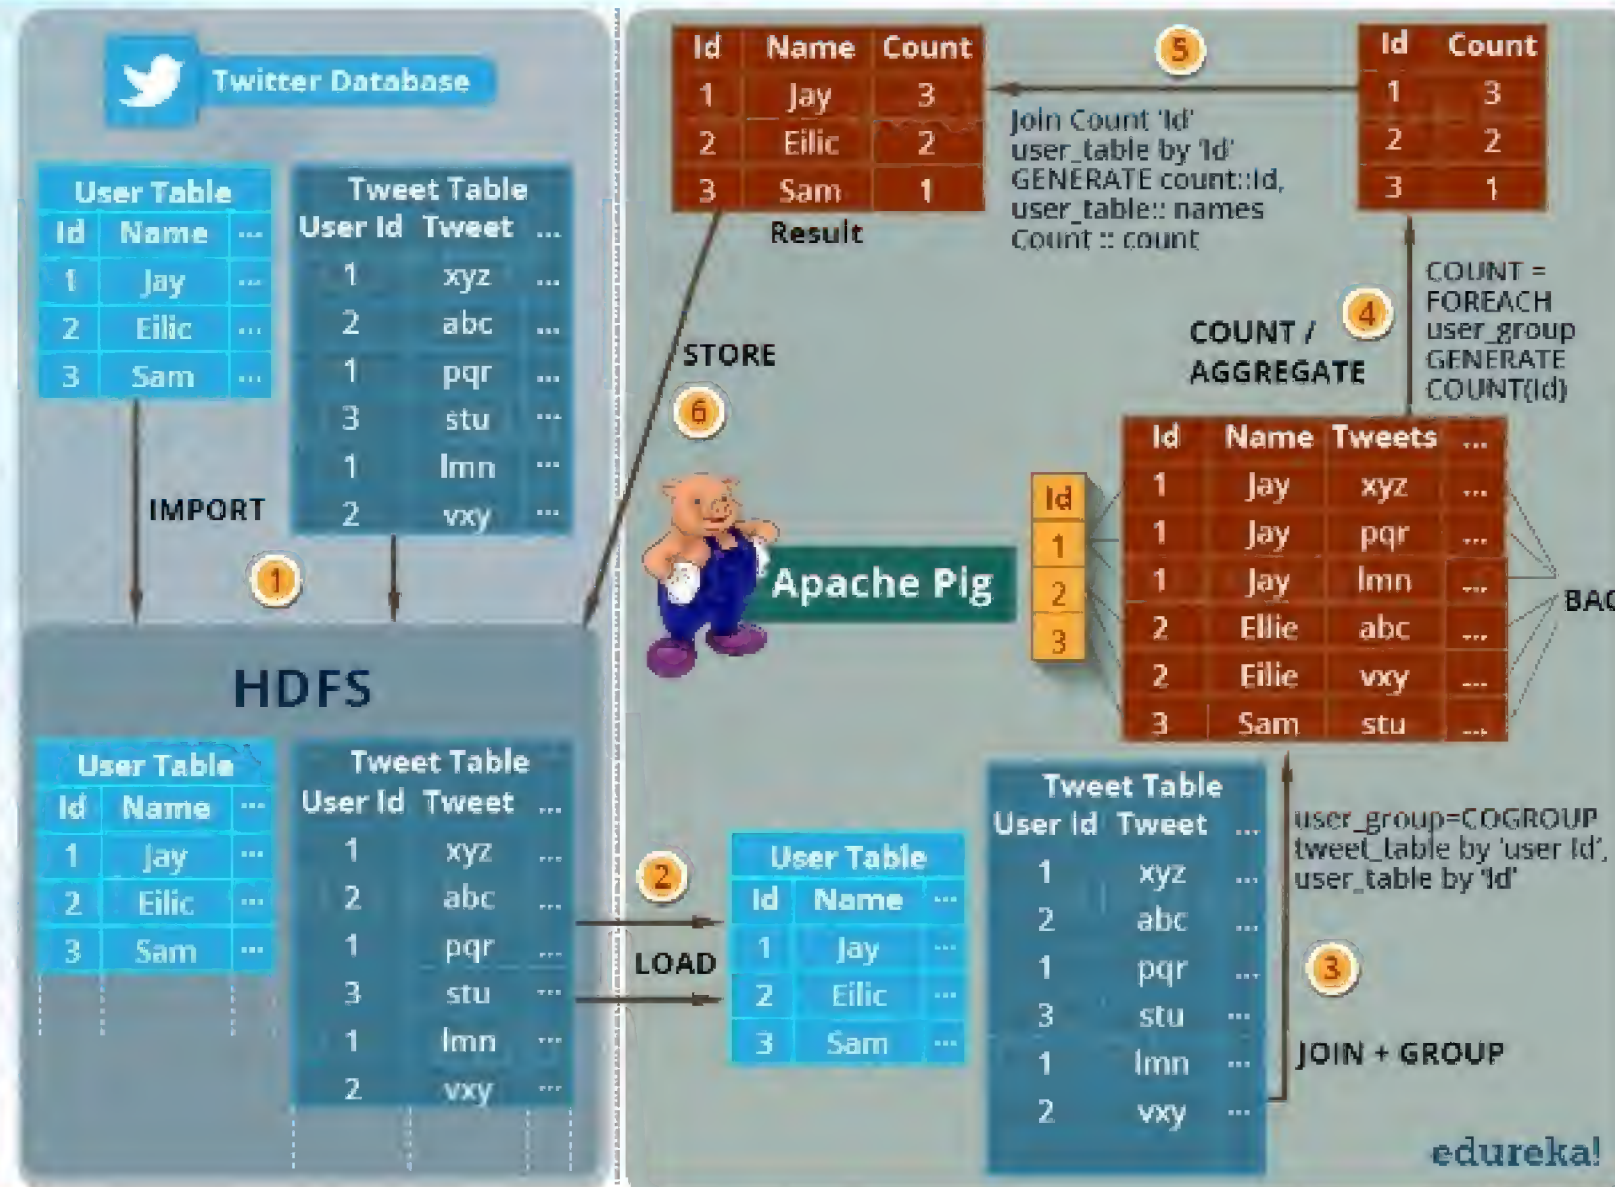 Twitter Database
User Table
Id Name ...
1 Jay ...
2 Eilic ...
3 Sam ...
Tweet Table
User Id Tweet ...
1 xyz ...
2 abc ...
1 pqr ...
3 stu ...
1 lmn ...
2 vxy ...
IMPORT
1
HDFS
User Table
Id Name ...
1 Jay ...
2 Eilic ...
3 Sam ...
Tweet Table
User Id Tweet ...
1 xyz ...
2 abc ...
1 pqr ...
3 stu ...
1 lmn ...
2 vxy ...
2
LOAD
User Table
Id Name ...
1 Jay ...
2 Eilic ...
3 Sam ...
Tweet Table
User Id Tweet ...
1 xyz ...
2 abc ...
1 pqr ...
3 stu ...
1 lmn ...
2 vxy ...
user_group=COGROUP
tweet_table by 'user Id',
user_table by 'Id'
3
JOIN + GROUP
Apache Pig
Id
1
2
3
Id Name Tweets ...
1 Jay xyz ...
1 Jay pqr ...
1 Jay lmn ...
2 Ellie abc ...
2 Eilie vxy ...
3 Sam stu ...
BAG
COUNT /
AGGREGATE
4
COUNT =
FOREACH
user_group
GENERATE
COUNT(Id)
Id Count
1 3
2 2
3 1
5
Join Count 'Id'
user_table by 'Id'
GENERATE count::Id,
user_table:: names
Count :: count
Id Name Count
1 Jay 3
2 Eilic 2
3 Sam 1
Result
STORE
6
edureka!